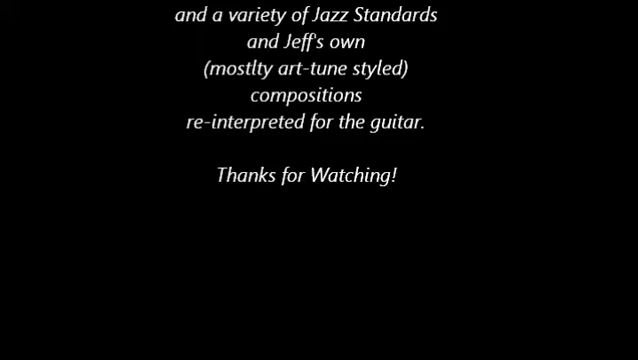 and a variety of Jazz Standards
and Jeff's own
(mostlty art-tune styled)
compositions
re-interpreted for the guitar.
Thanks for Watching!